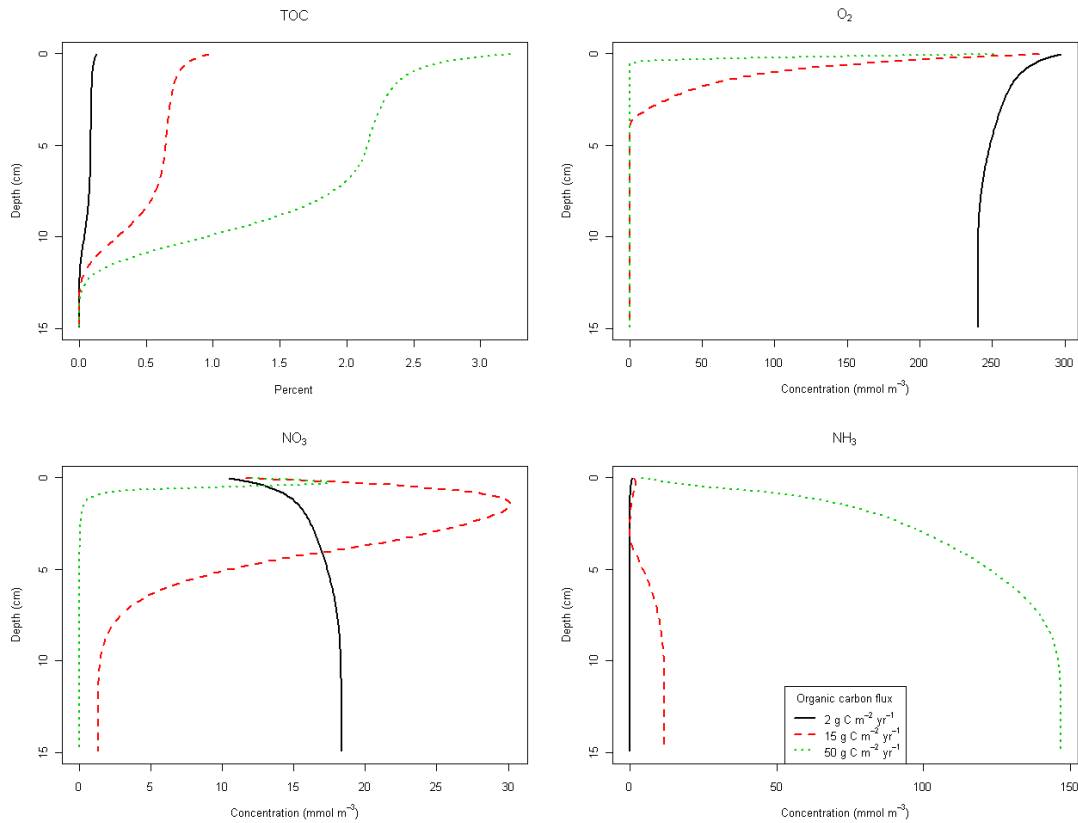 TOC
0
5
10
15
Depth (cm)
0.0 0.5 1.0 1.5 2.0 2.5 3.0
Percent
O₂
0
5
10
15
Depth (cm)
0 50 100 150 200 250 300
Concentration (mmol m⁻³)
NO₃
0
5
10
15
Depth (cm)
0 5 10 15 20 25 30
Concentration (mmol m⁻³)
NH₃
0
5
10
15
Depth (cm)
0 50 100 150
Concentration (mmol m⁻³)
Organic carbon flux
2 g C m⁻² yr⁻¹
15 g C m⁻² yr⁻¹
50 g C m⁻² yr⁻¹